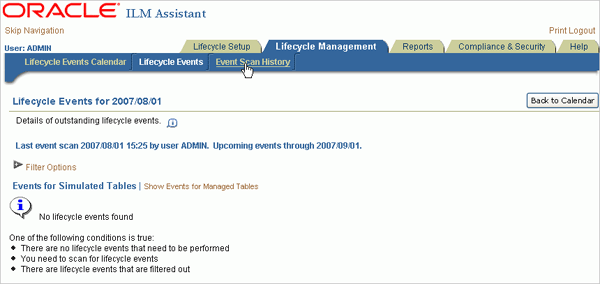 ORACLE ILM Assistant
Skip Navigation
Print Logout
User: ADMIN
Lifecycle Setup Lifecycle Management Reports Compliance & Security Help
Lifecycle Events Calendar Lifecycle Events Event Scan History
Lifecycle Events for 2007/08/01
Back to Calendar
Details of outstanding lifecycle events.
Last event scan 2007/08/01 15:25 by user ADMIN. Upcoming events through 2007/09/01.
Filter Options
Events for Simulated Tables | Show Events for Managed Tables
No lifecycle events found
One of the following conditions is true:
There are no lifecycle events that need to be performed
You need to scan for lifecycle events
There are lifecycle events that are filtered out